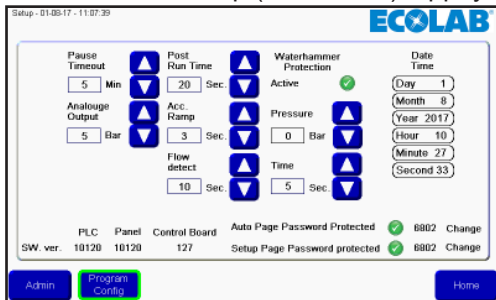 Setup - 01-08-17 - 11:07:39
ECOLAB
Pause Timeout
5 Min
Analouge Output
5 Bar
Post Run Time
20 Sec.
Acc. Ramp
3 Sec.
Flow detect
10 Sec.
Waterhammer Protection
Active
Pressure
0 Bar
Time
5 Sec.
Date Time
Day 1
Month 8
Year 2017
Hour 10
Minute 27
Second 33
PLC Panel Control Board
SW. ver. 10120 10120 127
Auto Page Password Protected 6802 Change
Setup Page Password protected 6802 Change
Admin
Program Config
Home